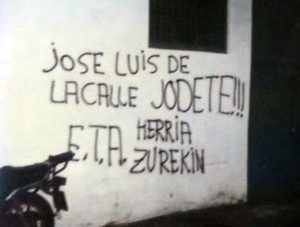 JOSE LUIS DE
LACALLE JODETE!!!
E.T.A. HERRIA
ZUREKIN